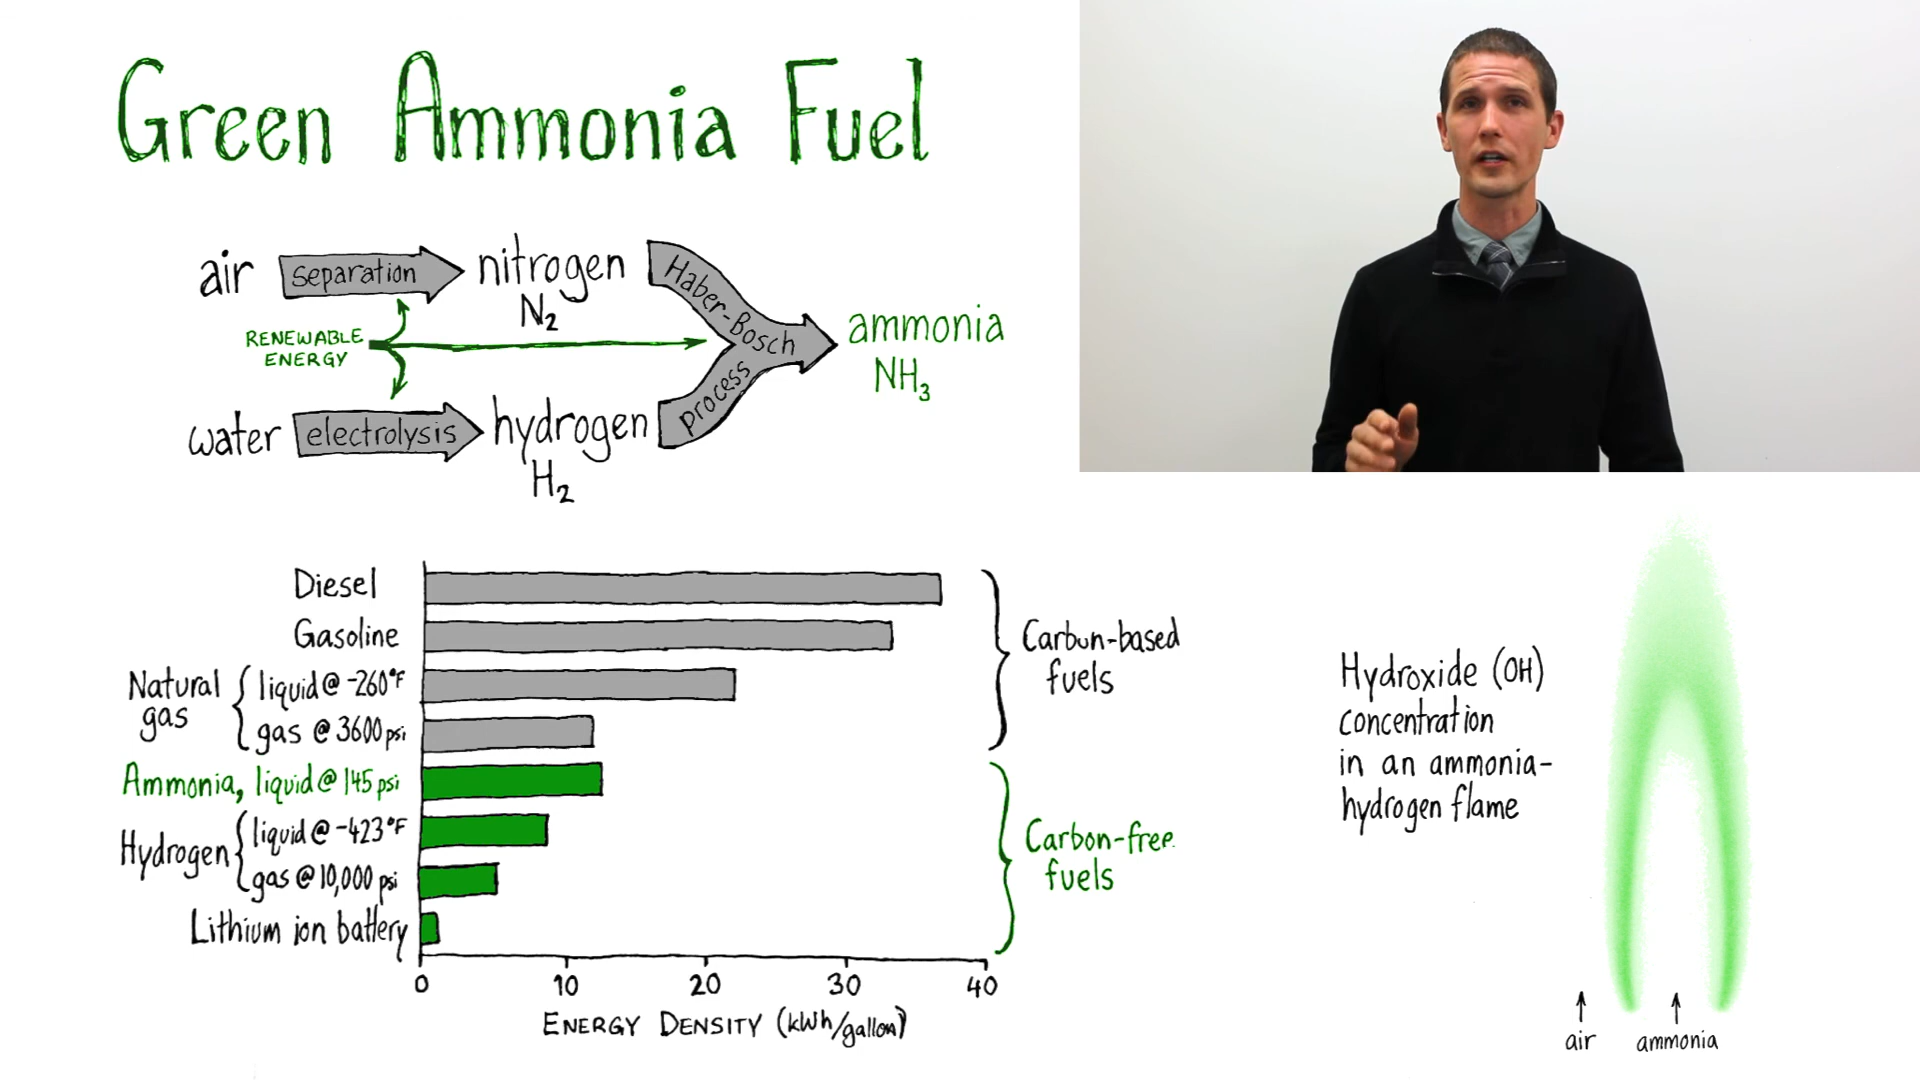 Green Ammonia Fuel
air
separation
nitrogen
N₂
Haber-Bosch
process
RENEWABLE
ENERGY
ammonia
NH₃
water
electrolysis
hydrogen
H₂
Diesel
Gasoline
Natural
gas
liquid@ -260°F
gas @ 3600 psi
Ammonia, liquid@ 145 psi
Hydrogen
liquid@ -423°F
gas @ 10,000 psi
Lithium ion battery
0 10 20 30 40
ENERGY DENSITY (kWh/gallon)
Carbon-based
fuels
Carbon-free
fuels
Hydroxide (OH)
concentration
in an ammonia-
hydrogen flame
air
ammonia